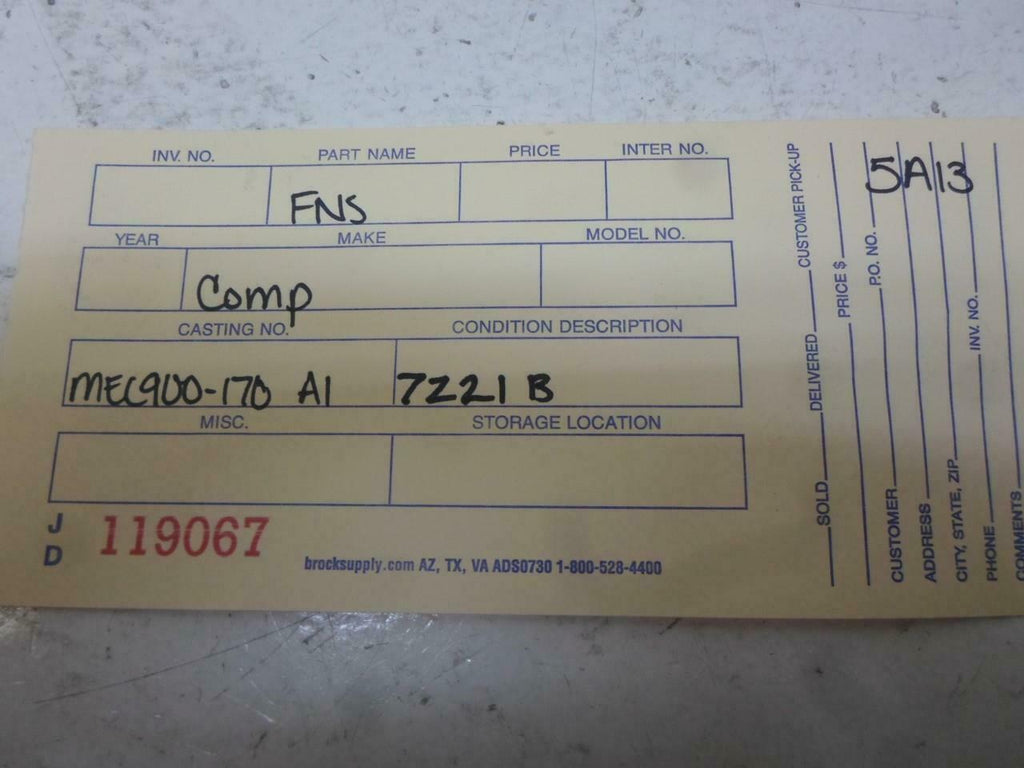 INV. NO. PART NAME PRICE INTER NO.
FNS
YEAR MAKE MODEL NO.
Comp
CASTING NO. CONDITION DESCRIPTION
MEC900-170 A1 7221 B
MISC. STORAGE LOCATION
J
D
119067
brocksupply.com AZ, TX, VA ADS0730 1-800-528-4400
SOLD DELIVERED CUSTOMER PICK-UP
PRICE $
P.O. NO.
CUSTOMER
ADDRESS
CITY, STATE, ZIP
PHONE INV. NO.
COMMENTS
5A13